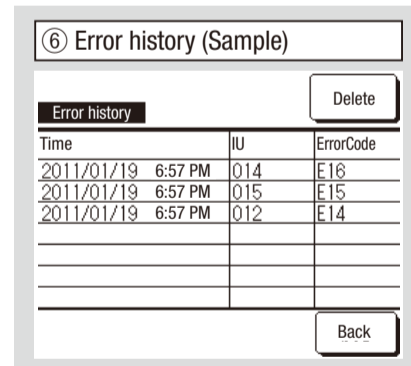 ⑥ Error history (Sample)
Delete
Error history
Time IU ErrorCode
2011/01/19 6:57 PM 014 E16
2011/01/19 6:57 PM 015 E15
2011/01/19 6:57 PM 012 E14
Back